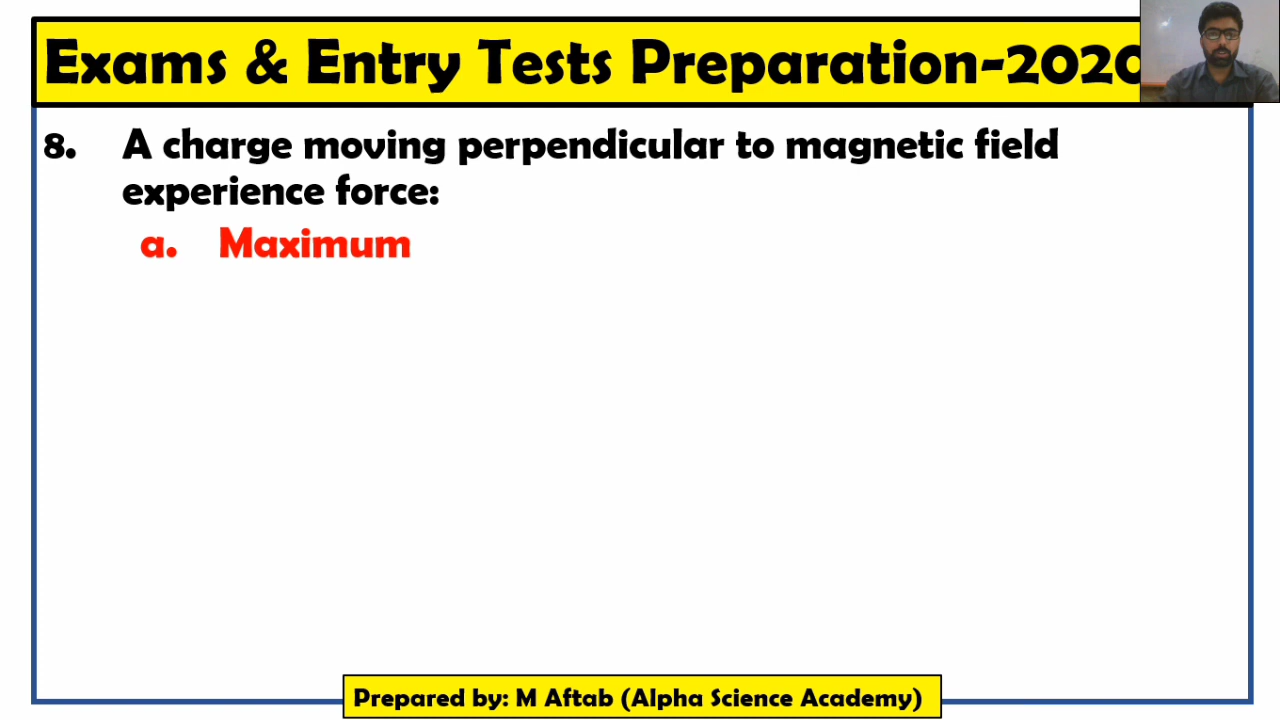 Exams & Entry Tests Preparation-2020
8. A charge moving perpendicular to magnetic field
experience force:
a. Maximum
Prepared by: M Aftab (Alpha Science Academy)